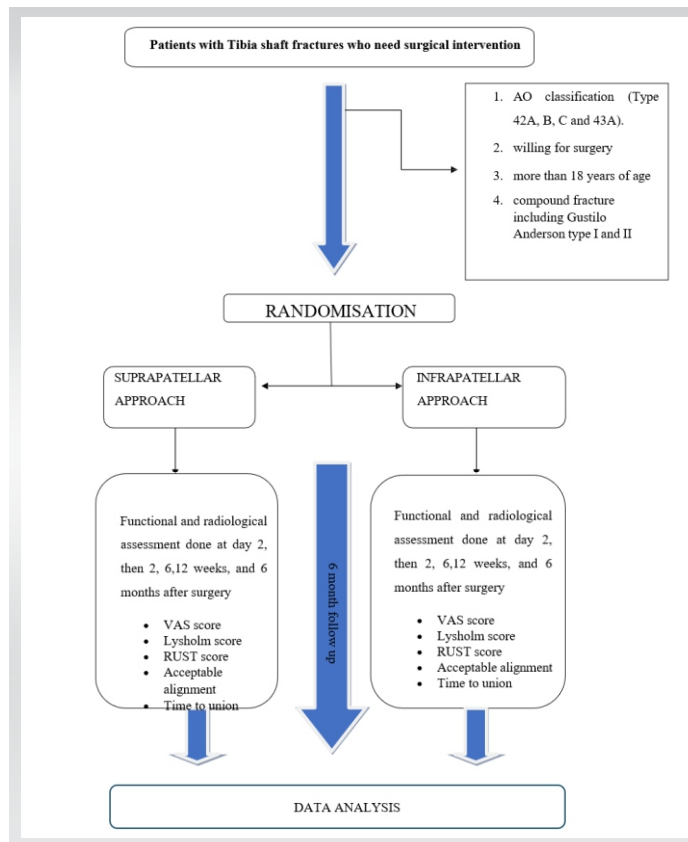 Patients with Tibia shaft fractures who need surgical intervention
1. AO classification (Type
42A, B, C and 43A).
2. willing for surgery
3. more than 18 years of age
4. compound fracture
including Gustilo
Anderson type I and II
RANDOMISATION
SUPRAPATELLAR
APPROACH
INFRAPATELLAR
APPROACH
Functional and radiological
assessment done at day 2,
then 2, 6,12 weeks, and 6
months after surgery
• VAS score
• Lysholm score
• RUST score
• Acceptable
alignment
• Time to union
6 month follow up
Functional and radiological
assessment done at day 2,
then 2, 6,12 weeks, and 6
months after surgery
• VAS score
• Lysholm score
• RUST score
• Acceptable alignment
• Time to union
DATA ANALYSIS